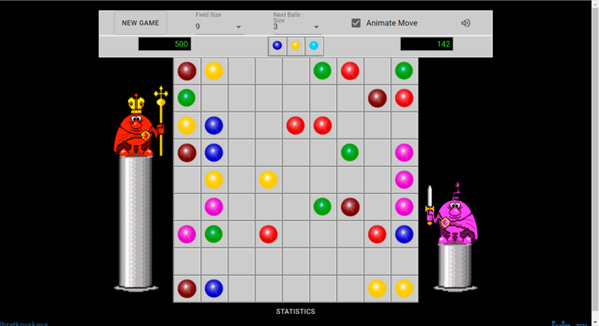 NEW GAME
Field Size
9
Next Balls
Size
3
Animate Move
500
142
STATISTICS